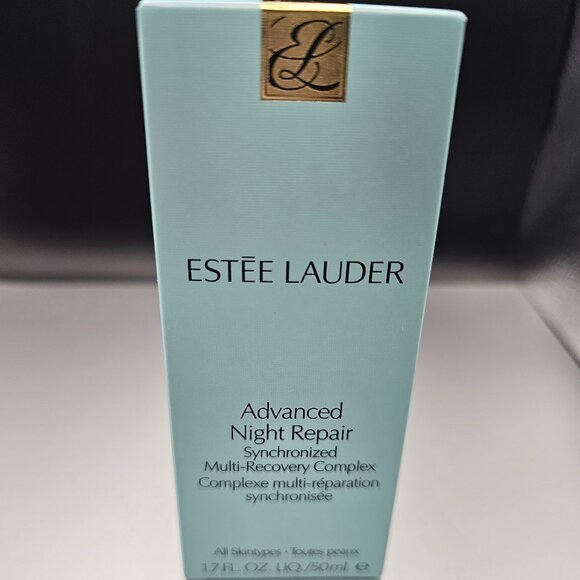 EL
ESTĒE LAUDER
Advanced
Night Repair
Synchronized
Multi-Recovery Complex
Complexe multi-réparation
synchronisée
All Skintypes • Toutes peaux
1.7 FL. OZ. LIQ./50ml e